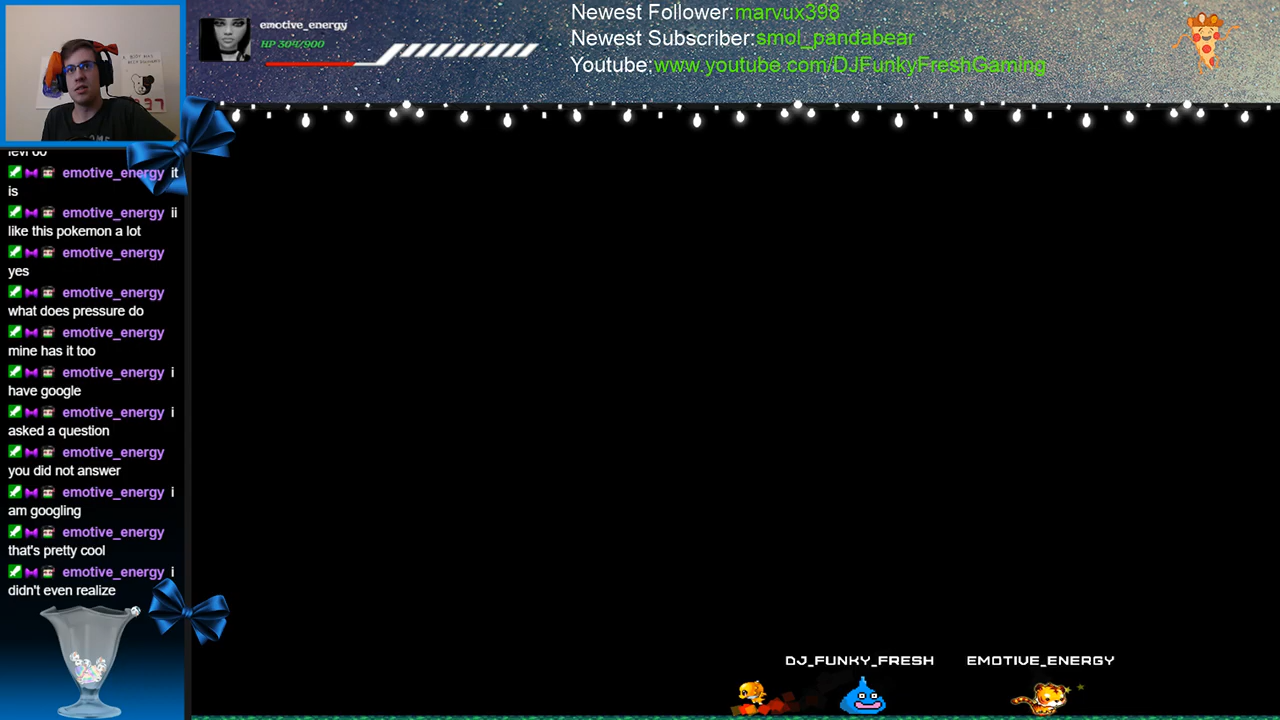 emotive_energy
HP 304/900
Newest Follower:marvux398
Newest Subscriber:smol_pandabear
Youtube;www.youtube.com/DJFunkyFreshGaming
emotive_energy it
is
emotive_energy ii
like this pokemon a lot
emotive_energy
yes
emotive_energy
what does pressure do
emotive_energy
mine has it too
emotive_energy i
have google
emotive_energy i
asked a question
emotive_energy
you did not answer
emotive_energy i
am googling
emotive_energy
that's pretty cool
emotive_energy i
didn't even realize
DJ_FUNKY_FRESH
EMOTIVE_ENERGY